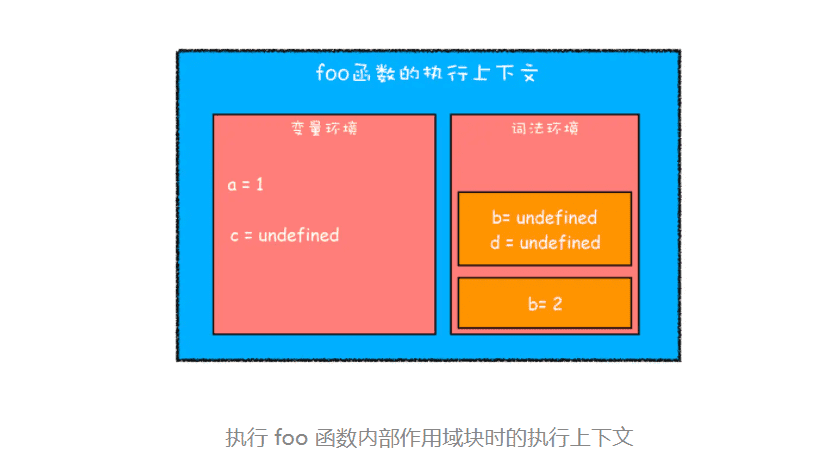 foo函数的执行上下文
变量环境
词法环境
a = 1
c = undefined
b= undefined
d = undefined
b= 2
执行 foo 函数内部作用域块时的执行上下文